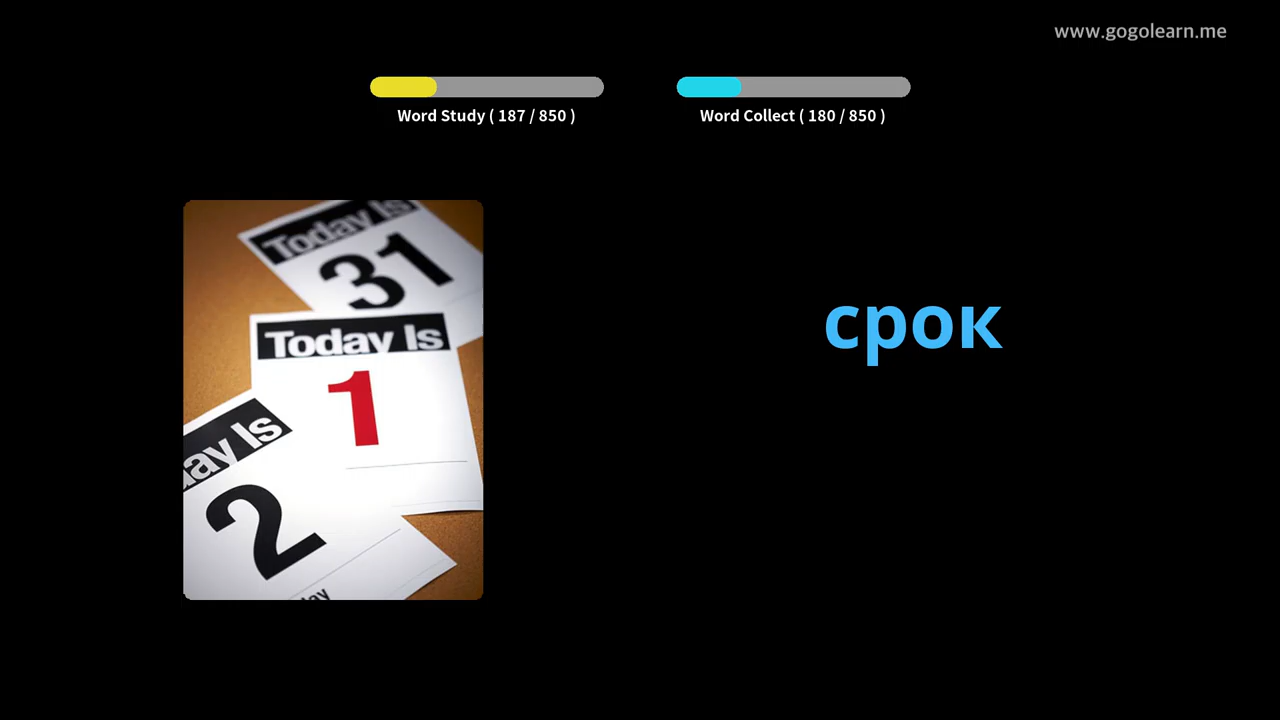 www.gogolearn.me
Word Study ( 187 / 850 )
Word Collect ( 180 / 850 )
Today Is
31
Today Is
1
ay Is
2
day
срок